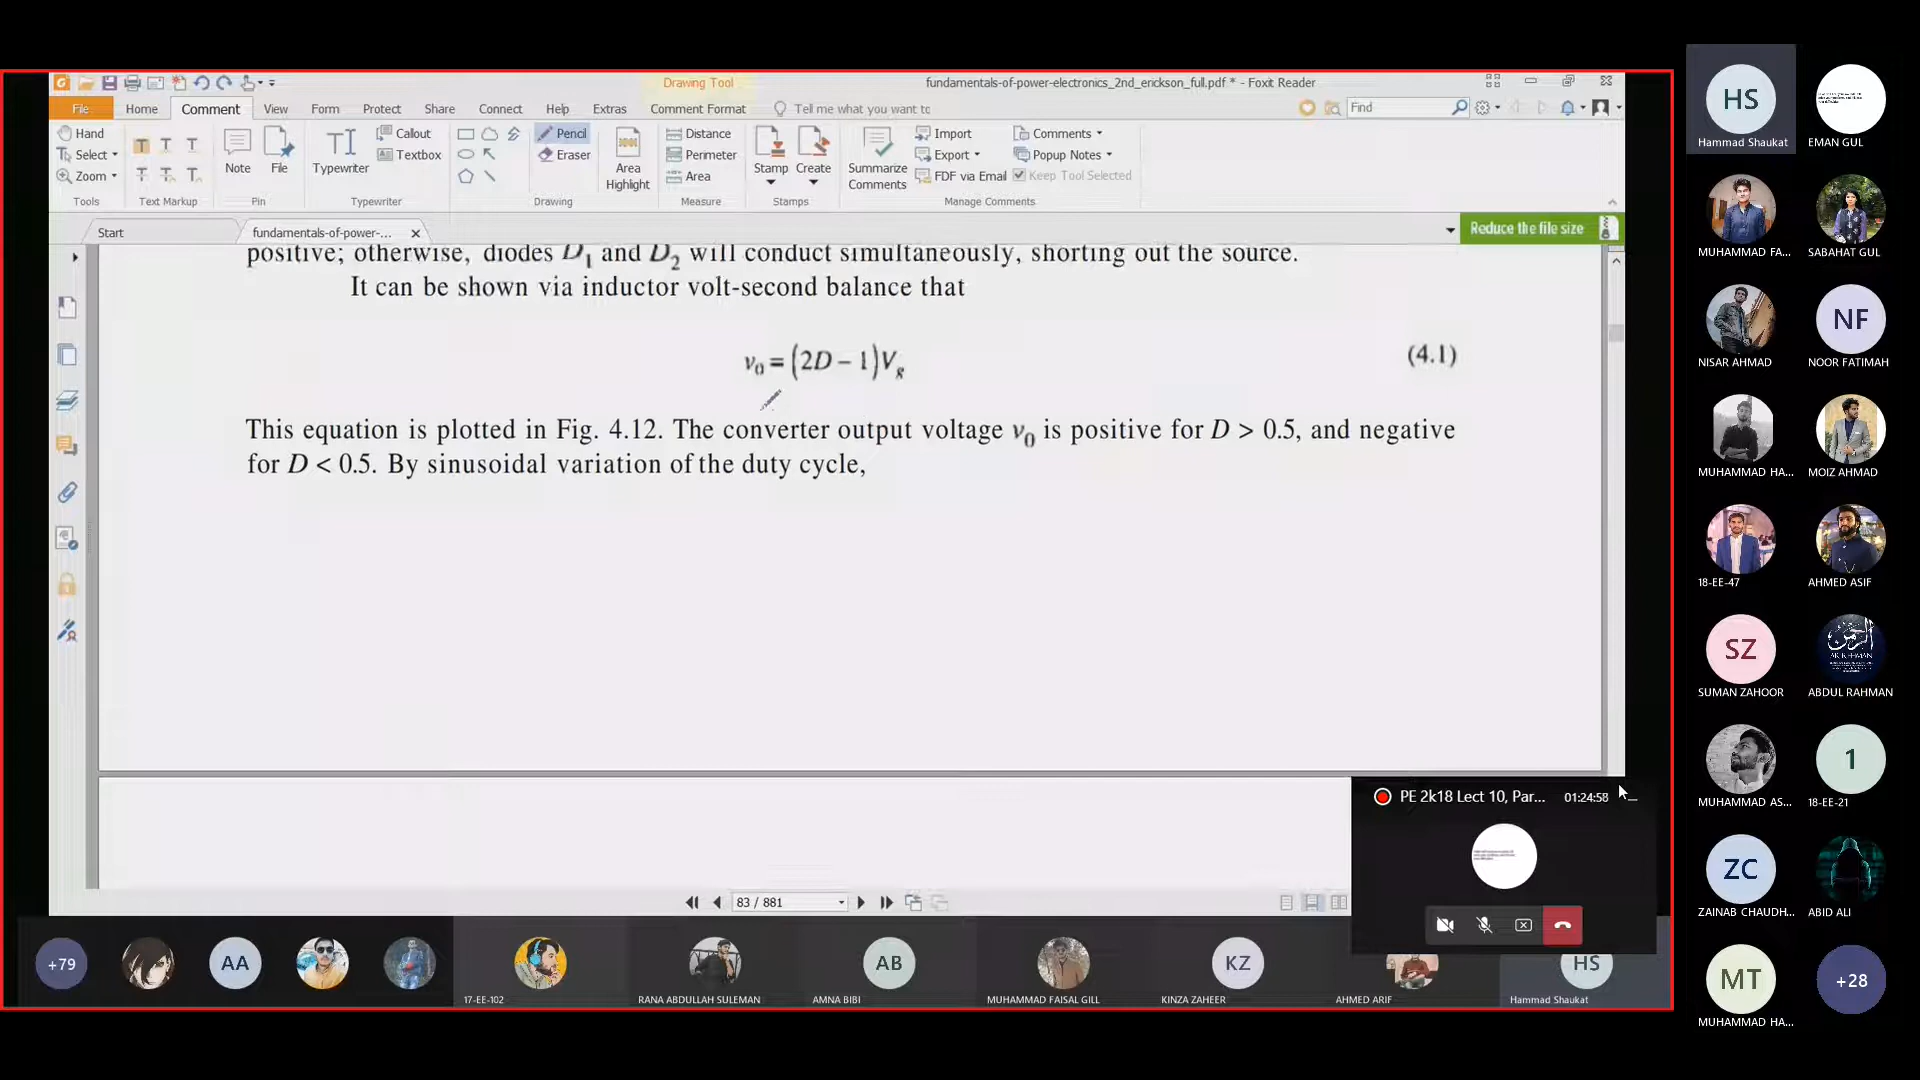 Drawing Tool
fundamentals-of-power-electronics_2nd_erickson_full.pdf * - Foxit Reader
File Home Comment View Form Protect Share Connect Help Extras Comment Format Tell me what you want to Find
Hand
Select
Zoom
Tools
Text Markup
Note
File
Pin
Typewriter
Callout
Textbox
Typewriter
Pencil
Eraser
Drawing
Area
Highlight
Distance
Perimeter
Area
Measure
Stamp
Create
Stamps
Summarize
Comments
Import
Export
FDF via Email
Comments
Popup Notes
Keep Tool Selected
Manage Comments
Start
fundamentals-of-power-...
Reduce the file size
positive; otherwise, diodes D1 and D2 will conduct simultaneously, shorting out the source.
It can be shown via inductor volt-second balance that
v0 = (2D – 1)Vg (4.1)
This equation is plotted in Fig. 4.12. The converter output voltage v0 is positive for D > 0.5, and negative
for D < 0.5. By sinusoidal variation of the duty cycle,
83 / 881
PE 2k18 Lect 10, Par... 01:24:58
+79
AA
17-EE-102
RANA ABDULLAH SULEMAN
AB
AMNA BIBI
MUHAMMAD FAISAL GILL
KZ
KINZA ZAHEER
AHMED ARIF
HS
Hammad Shaukat
HS
Hammad Shaukat
EMAN GUL
MUHAMMAD FA...
SABAHAT GUL
NISAR AHMAD
NF
NOOR FATIMAH
MUHAMMAD HA...
MOIZ AHMAD
18-EE-47
AHMED ASIF
SZ
SUMAN ZAHOOR
ABDUL RAHMAN
MUHAMMAD AS...
1
18-EE-21
ZC
ZAINAB CHAUDH...
ABID ALI
MT
MUHAMMAD HA...
+28